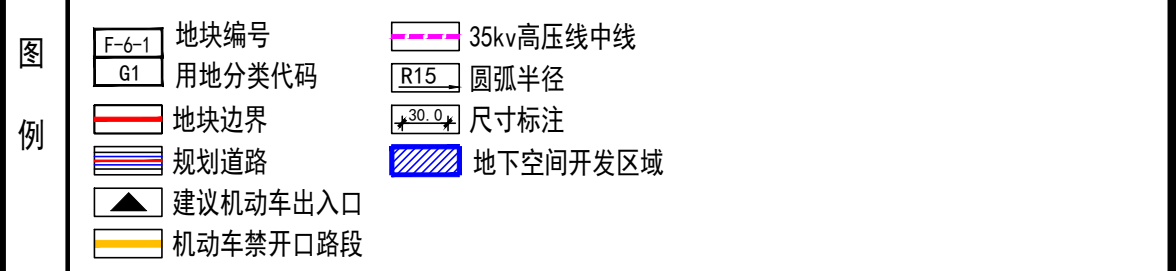 图例
F-6-1 地块编号
G1 用地分类代码
地块边界
规划道路
建议机动车出入口
机动车禁开口路段
35kv高压线中线
R15 圆弧半径
30.0 尺寸标注
地下空间开发区域